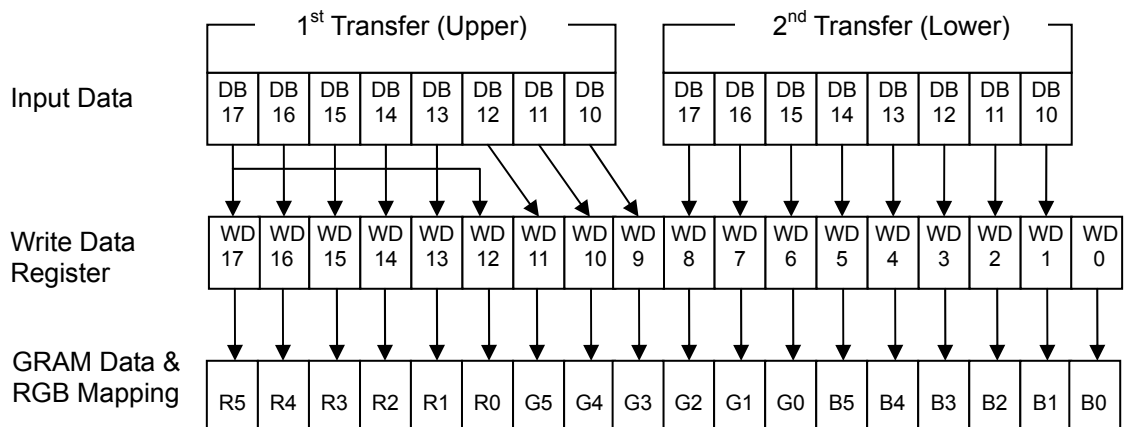 1st Transfer (Upper) 2nd Transfer (Lower)
Input Data
DB DB DB DB DB DB DB DB DB DB DB DB DB DB DB DB
17 16 15 14 13 12 11 10 17 16 15 14 13 12 11 10
Write Data
Register
WD WD WD WD WD WD WD WD WD WD WD WD WD WD WD WD WD WD
17 16 15 14 13 12 11 10 9 8 7 6 5 4 3 2 1 0
GRAM Data &
RGB Mapping
R5 R4 R3 R2 R1 R0 G5 G4 G3 G2 G1 G0 B5 B4 B3 B2 B1 B0